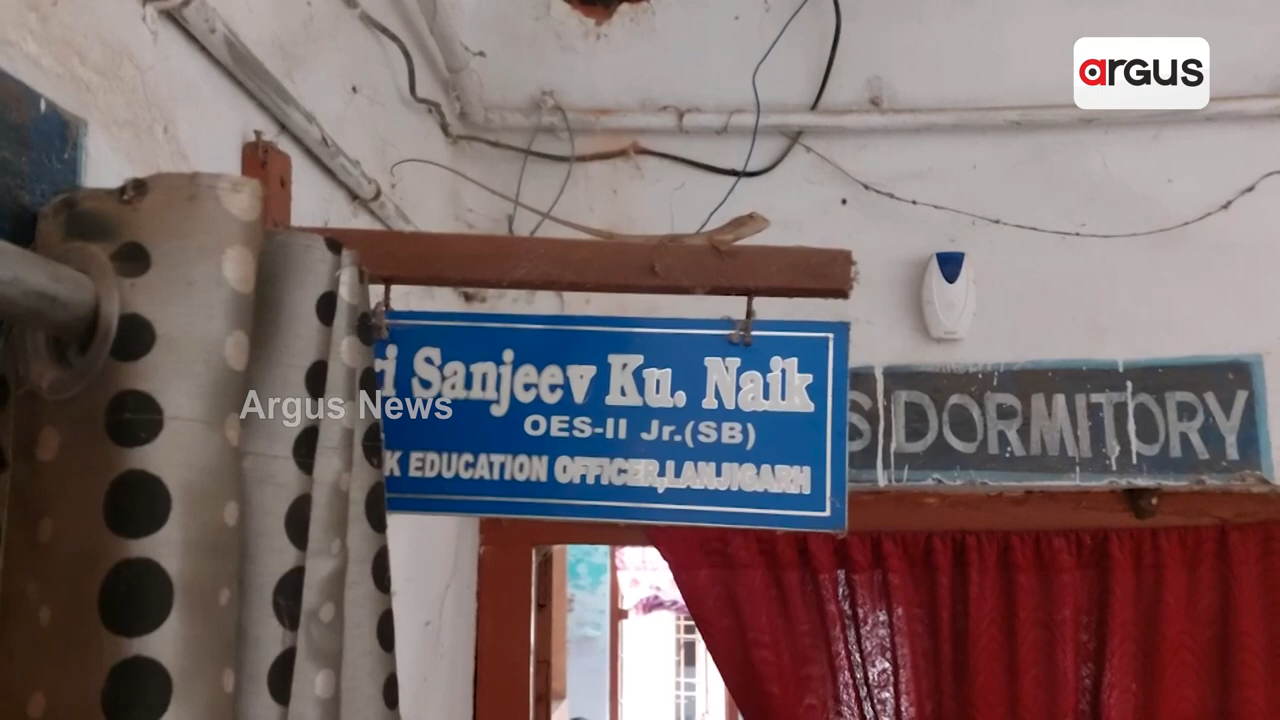 argus
i Sanjeev Ku. Naik
OES-II Jr.(SB)
K EDUCATION OFFICER,LANJIGARH
S DORMITORY
Argus News